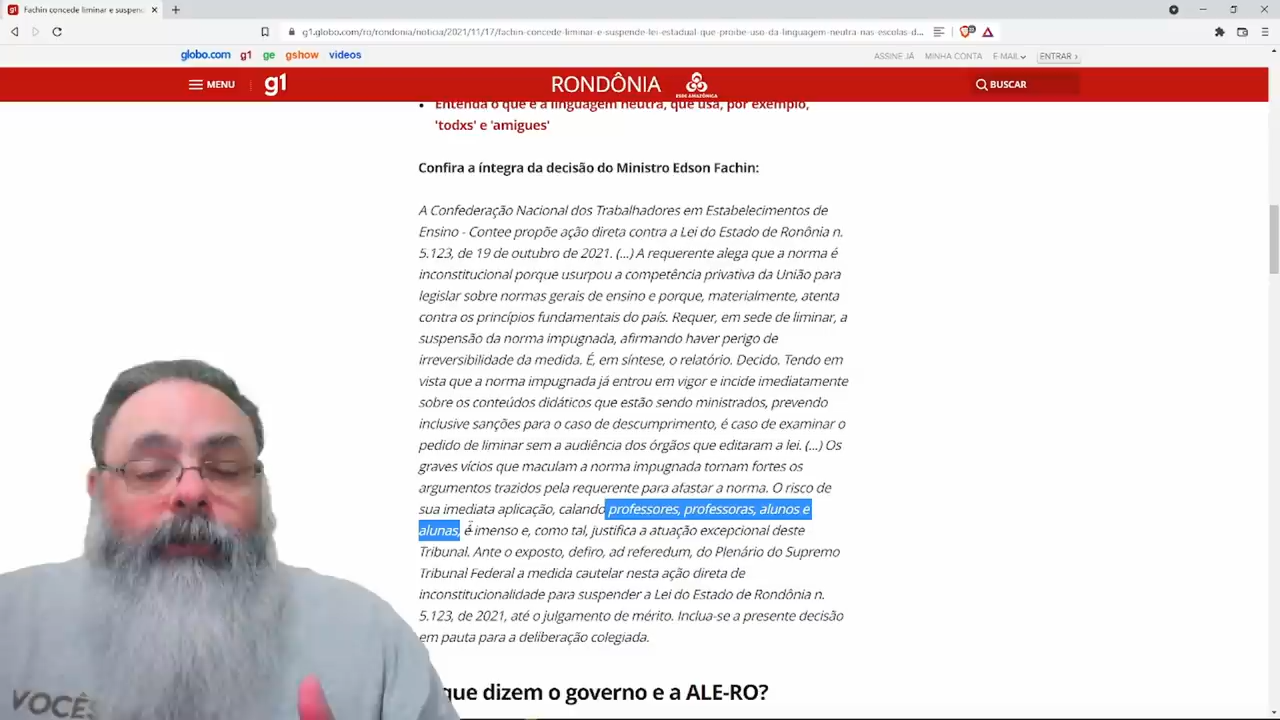 g1 Fachin concede liminar e suspend
g1.globo.com/ro/rondonia/noticia/2021/11/17/fachin-concede-liminar-e-suspende-lei-estadual-que-proibe-uso-da-linguagem-neutra-nas-escolas-d...
globo.com g1 ge gshow videos
ASSINE JÁ MINHA CONTA E-MAIL ENTRAR ›
MENU g1 RONDÔNIA REDE AMAZÔNICA BUSCAR
Entenda o que é a linguagem neutra, que usa, por exemplo,
'todxs' e 'amigues'
Confira a íntegra da decisão do Ministro Edson Fachin:
A Confederação Nacional dos Trabalhadores em Estabelecimentos de
Ensino - Contee propõe ação direta contra a Lei do Estado de Ronônia n.
5.123, de 19 de outubro de 2021. (...) A requerente alega que a norma é
inconstitucional porque usurpou a competência privativa da União para
legislar sobre normas gerais de ensino e porque, materialmente, atenta
contra os princípios fundamentais do país. Requer, em sede de liminar, a
suspensão da norma impugnada, afirmando haver perigo de
irreversibilidade da medida. É, em síntese, o relatório. Decido. Tendo em
vista que a norma impugnada já entrou em vigor e incide imediatamente
sobre os conteúdos didáticos que estão sendo ministrados, prevendo
inclusive sanções para o caso de descumprimento, é caso de examinar o
pedido de liminar sem a audiência dos órgãos que editaram a lei. (...) Os
graves vícios que maculam a norma impugnada tornam fortes os
argumentos trazidos pela requerente para afastar a norma. O risco de
sua imediata aplicação, calando professores, professoras, alunos e
alunas, é imenso e, como tal, justifica a atuação excepcional deste
Tribunal. Ante o exposto, defiro, ad referedum, do Plenário do Supremo
Tribunal Federal a medida cautelar nesta ação direta de
inconstitucionalidade para suspender a Lei do Estado de Rondônia n.
5.123, de 2021, até o julgamento de mérito. Inclua-se a presente decisão
em pauta para a deliberação colegiada.
que dizem o governo e a ALE-RO?
VOCÊS